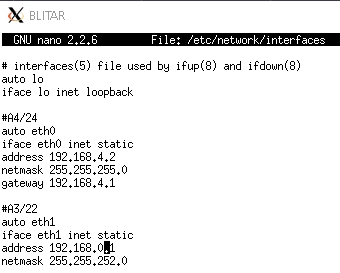 BLITAR
GNU nano 2.2.6 File: /etc/network/interfaces
# interfaces(5) file used by ifup(8) and ifdown(8)
auto lo
iface lo inet loopback
#A4/24
auto eth0
iface eth0 inet static
address 192.168.4.2
netmask 255.255.255.0
gateway 192.168.4.1
#A3/22
auto eth1
iface eth1 inet static
address 192.168.0.1
netmask 255.255.252.0